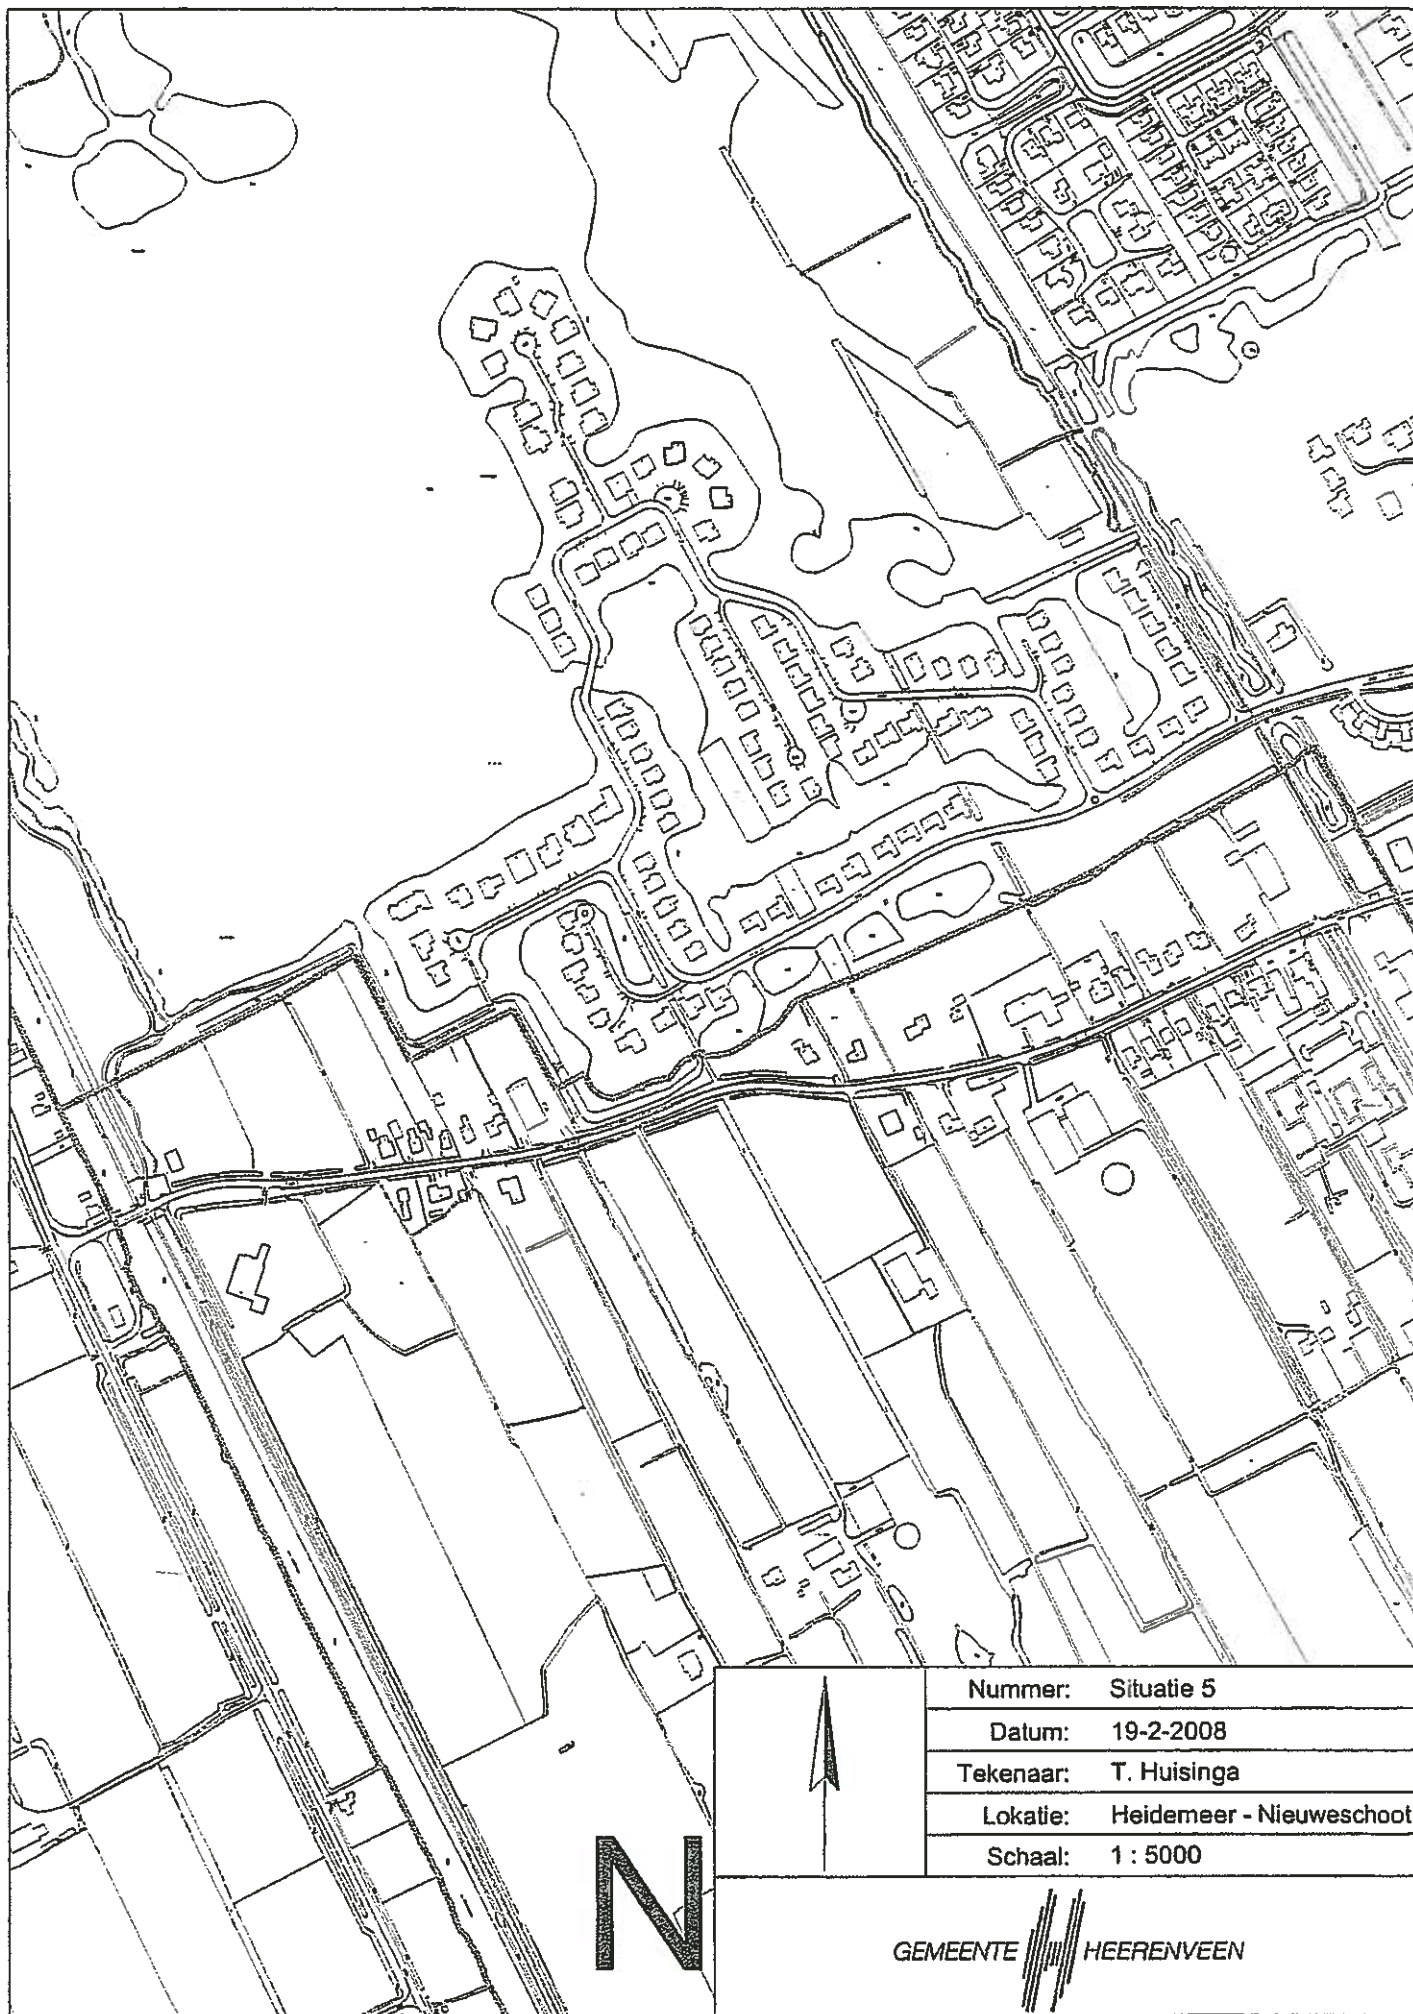 Nummer: Situatie 5
Datum: 19-2-2008
Tekenaar: T. Huisinga
Lokatie: Heidemeer - Nieuweschoot
Schaal: 1 : 5000
N
GEMEENTE HEERENVEEN